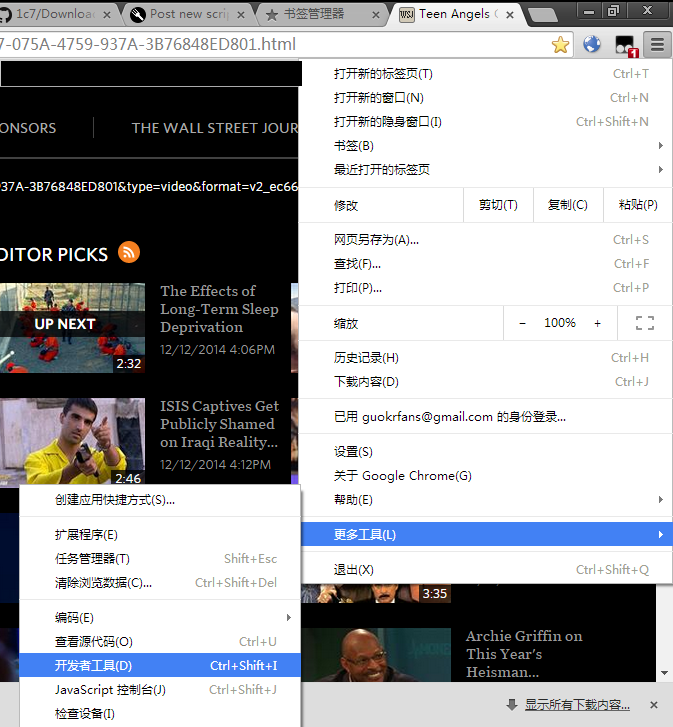 1c7/Downloa
Post new scri
书签管理器
WSJ
Teen Angels
7-075A-4759-937A-3B76848ED801.html
1
打开新的标签页(T) Ctrl+T
打开新的窗口(N) Ctrl+N
打开新的隐身窗口(I) Ctrl+Shift+N
书签(B)
最近打开的标签页
修改 剪切(T) 复制(C) 粘贴(P)
网页另存为(A)... Ctrl+S
查找(F)... Ctrl+F
打印(P)... Ctrl+P
缩放 − 100% +
历史记录(H) Ctrl+H
下载内容(D) Ctrl+J
已用 guokrfans@gmail.com 的身份登录...
设置(S)
关于 Google Chrome(G)
帮助(E)
更多工具(L)
退出(X) Ctrl+Shift+Q
ONSORS
THE WALL STREET JOUR
937A-3B76848ED801&type=video&format=v2_ec66
DITOR PICKS
UP NEXT
2:32
The Effects of
Long-Term Sleep
Deprivation
12/12/2014 4:06PM
2:46
ISIS Captives Get
Publicly Shamed
on Iraqi Reality...
12/12/2014 4:12PM
创建应用快捷方式(S)...
扩展程序(E)
任务管理器(T) Shift+Esc
清除浏览数据(C)... Ctrl+Shift+Del
编码(E)
查看源代码(O) Ctrl+U
开发者工具(D) Ctrl+Shift+I
JavaScript 控制台(J) Ctrl+Shift+J
检查设备(I)
3:35
Archie Griffin on
This Year's
Heisman...
显示所有下载内容...